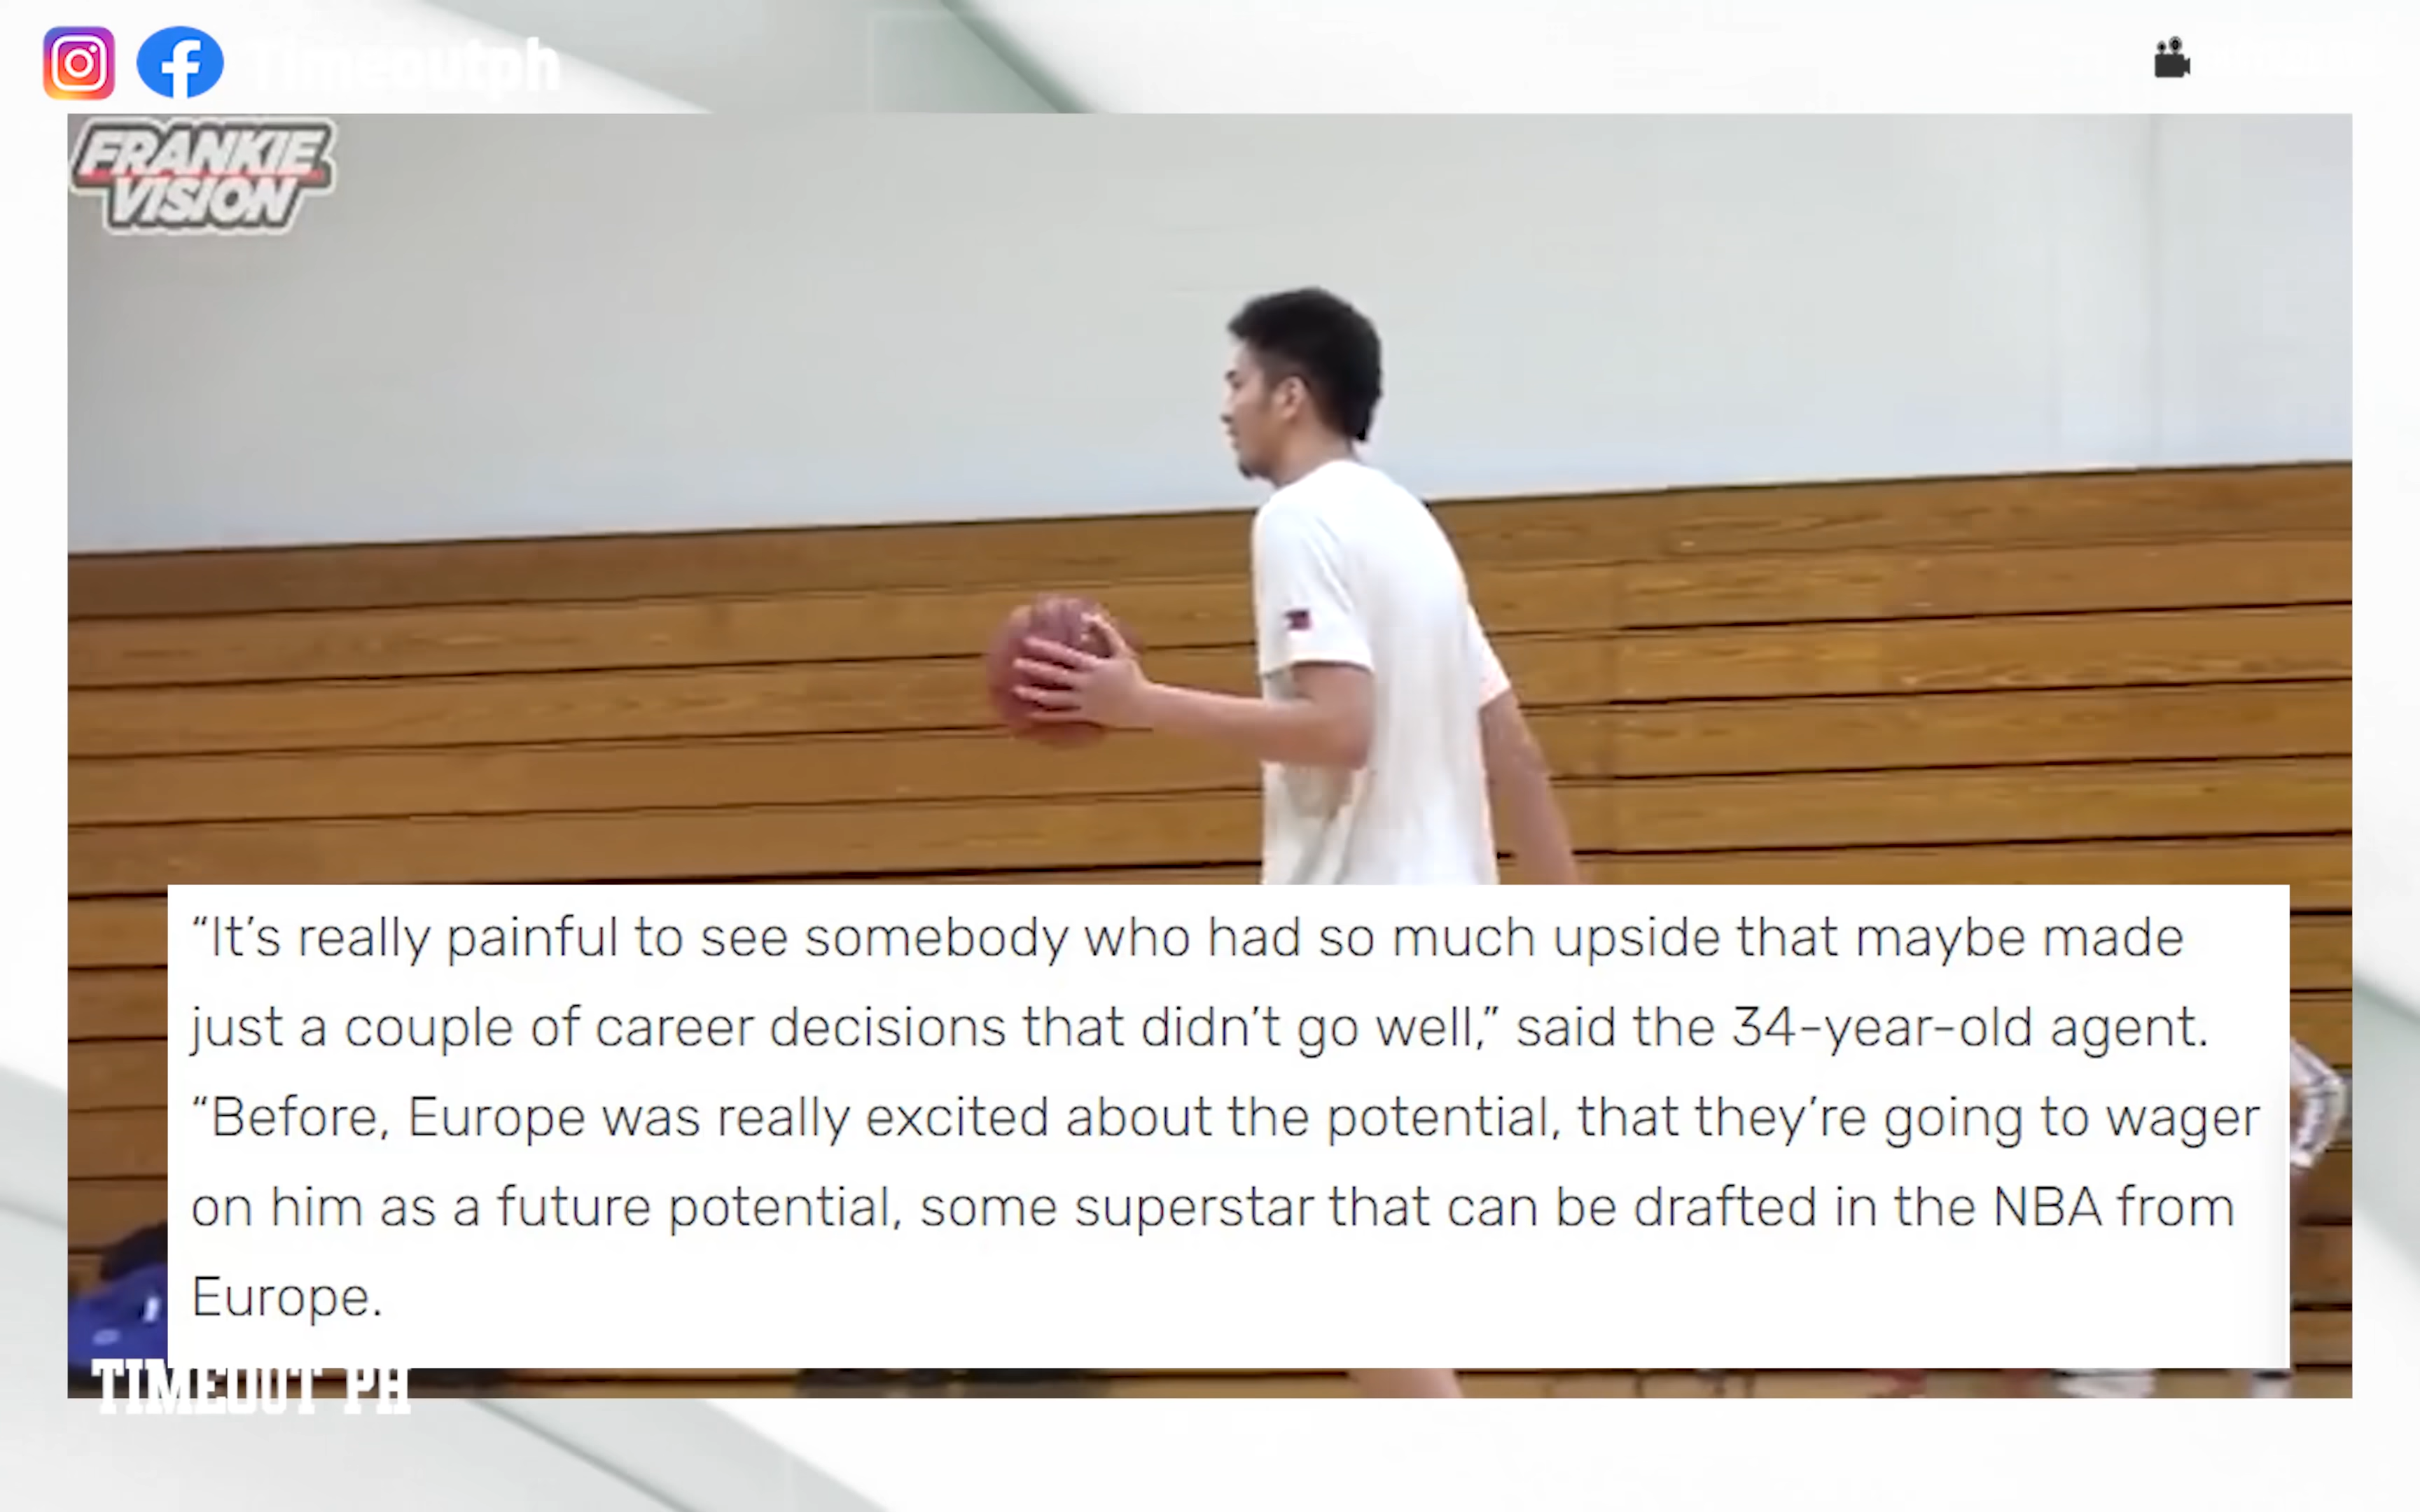 Timeoutph
FRANKIE
VISION
“It’s really painful to see somebody who had so much upside that maybe made
just a couple of career decisions that didn’t go well,” said the 34-year-old agent.
“Before, Europe was really excited about the potential, that they’re going to wager
on him as a future potential, some superstar that can be drafted in the NBA from
Europe.
TIMEOUT PH